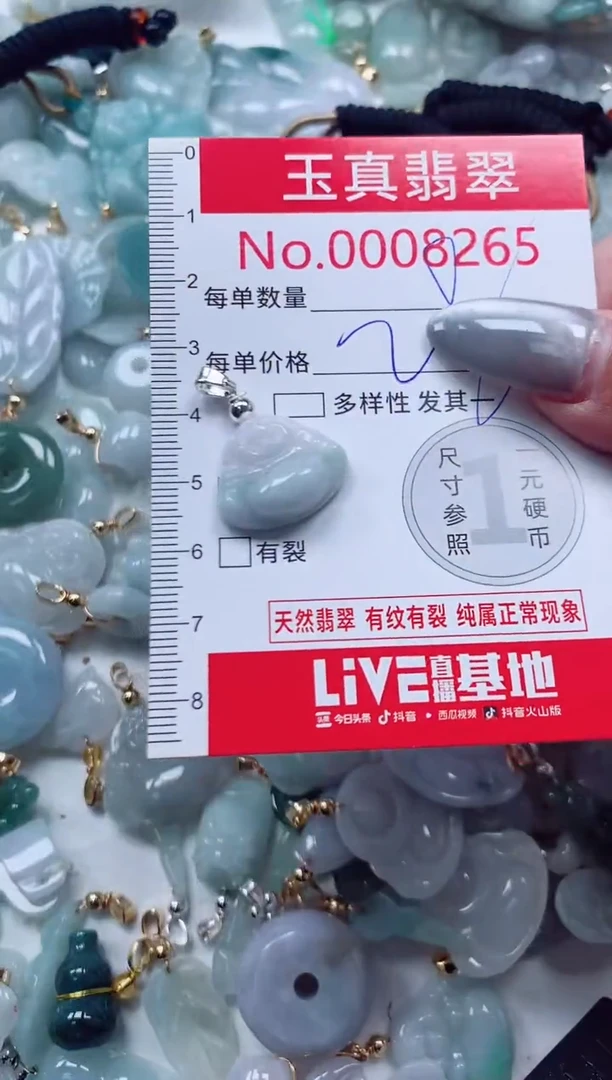 0
玉真翡翠
1
No.0008265
2
每单数量
3
每单价格
4
多样性 发其一
尺寸参照
1
一元硬币
5
6
有裂
天然翡翠 有纹有裂 纯属正常现象
7
LiVE直播基地
8
头条 今日头条 抖音 西瓜视频 抖音火山版